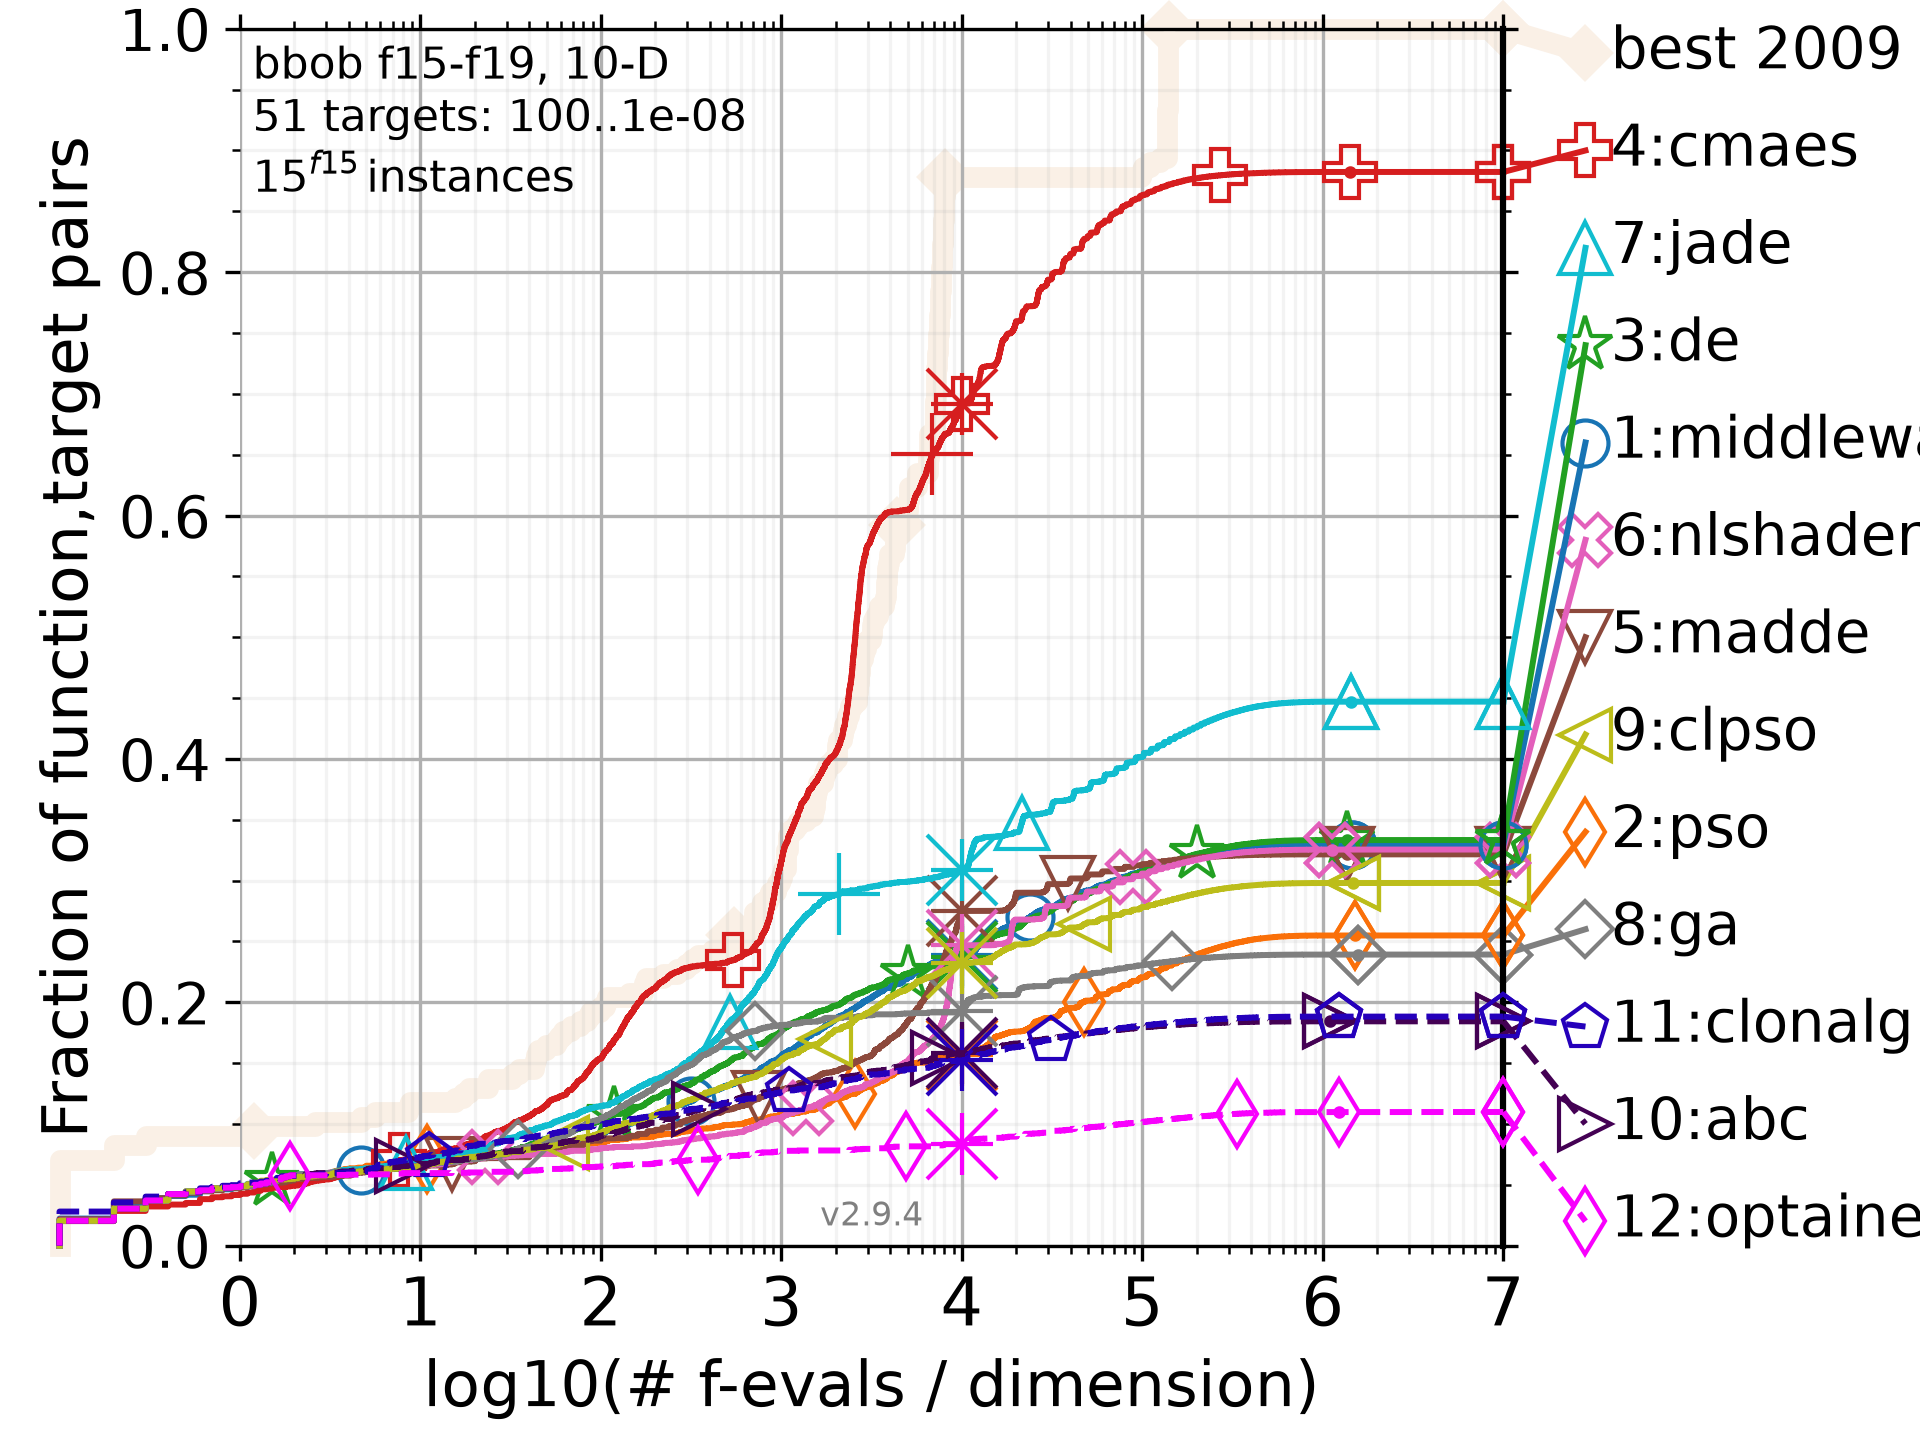 1.0
0.8
0.6
0.4
0.2
0.0
Fraction of function,target pairs
bbob f15-f19, 10-D
51 targets: 100..1e-08
15f15 instances
best 2009
4:cmaes
7:jade
3:de
1:middlewa
6:nlshader
5:madde
9:clpso
2:pso
8:ga
11:clonalg
10:abc
12:optaine
v2.9.4
0 1 2 3 4 5 6 7
log10(# f-evals / dimension)